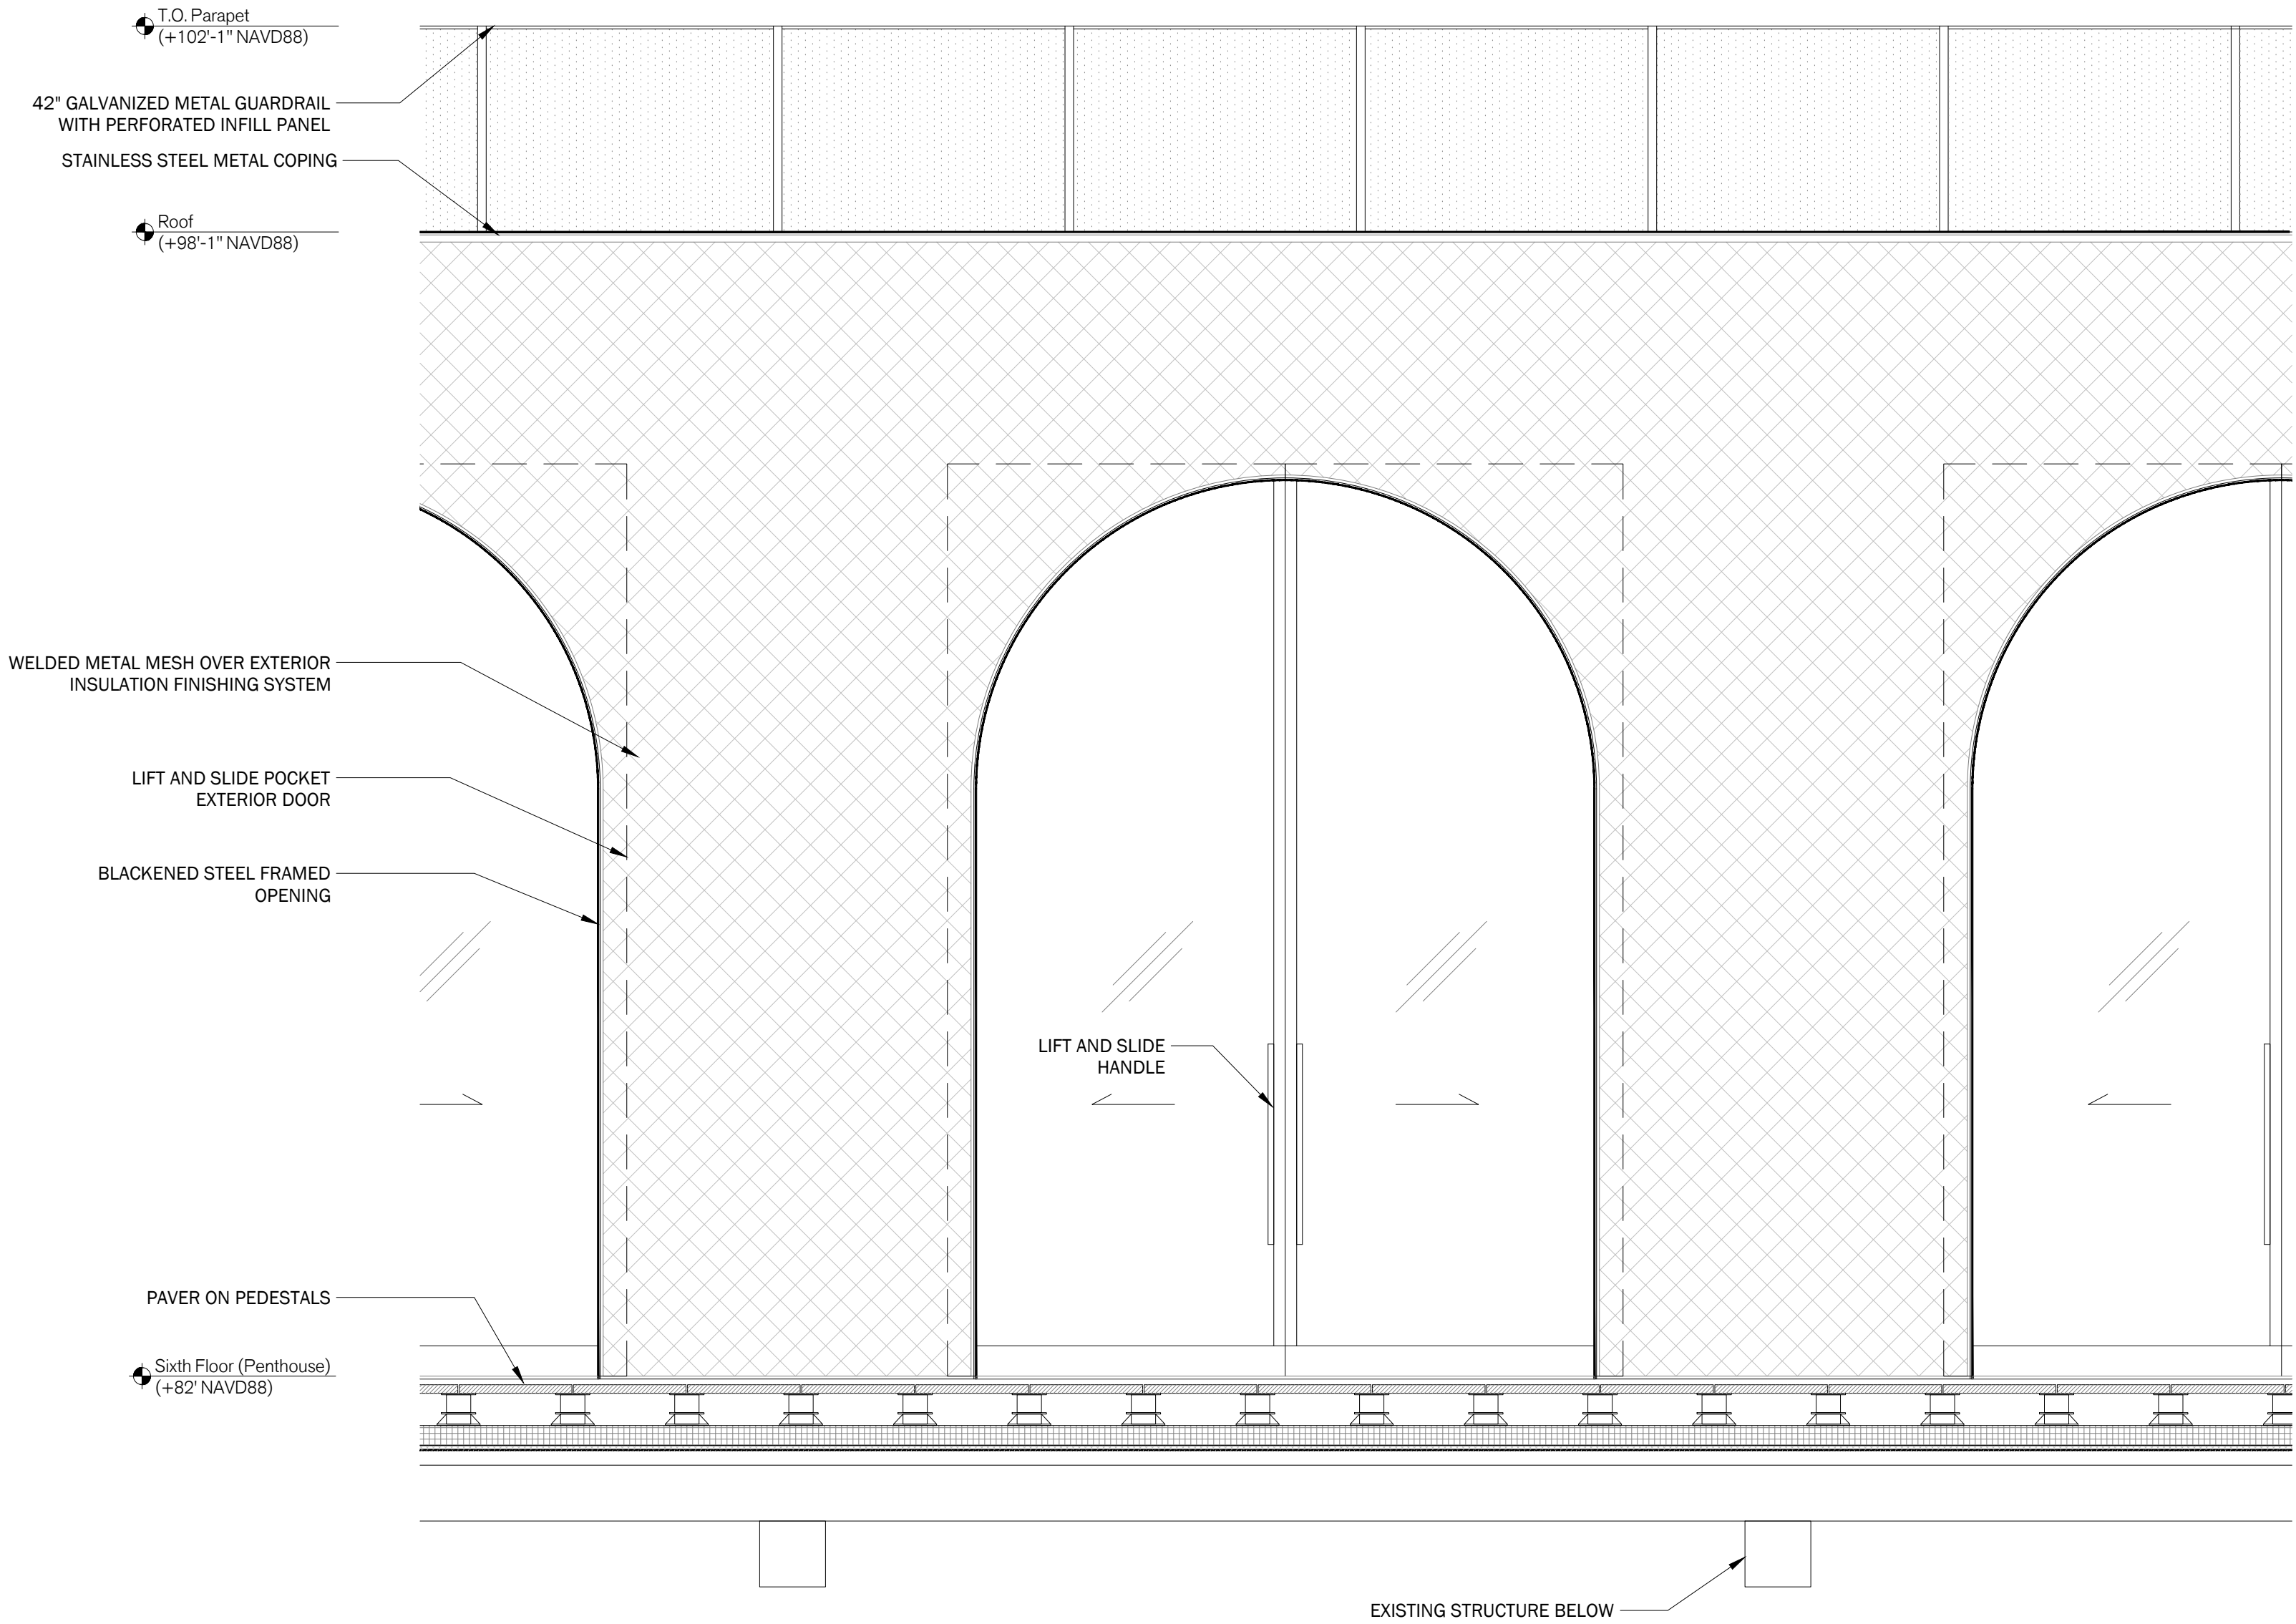 T.O. Parapet
(+102'-1" NAVD88)
42" GALVANIZED METAL GUARDRAIL
WITH PERFORATED INFILL PANEL
STAINLESS STEEL METAL COPING
Roof
(+98'-1" NAVD88)
WELDED METAL MESH OVER EXTERIOR
INSULATION FINISHING SYSTEM
LIFT AND SLIDE POCKET
EXTERIOR DOOR
BLACKENED STEEL FRAMED
OPENING
LIFT AND SLIDE
HANDLE
PAVER ON PEDESTALS
Sixth Floor (Penthouse)
(+82' NAVD88)
EXISTING STRUCTURE BELOW